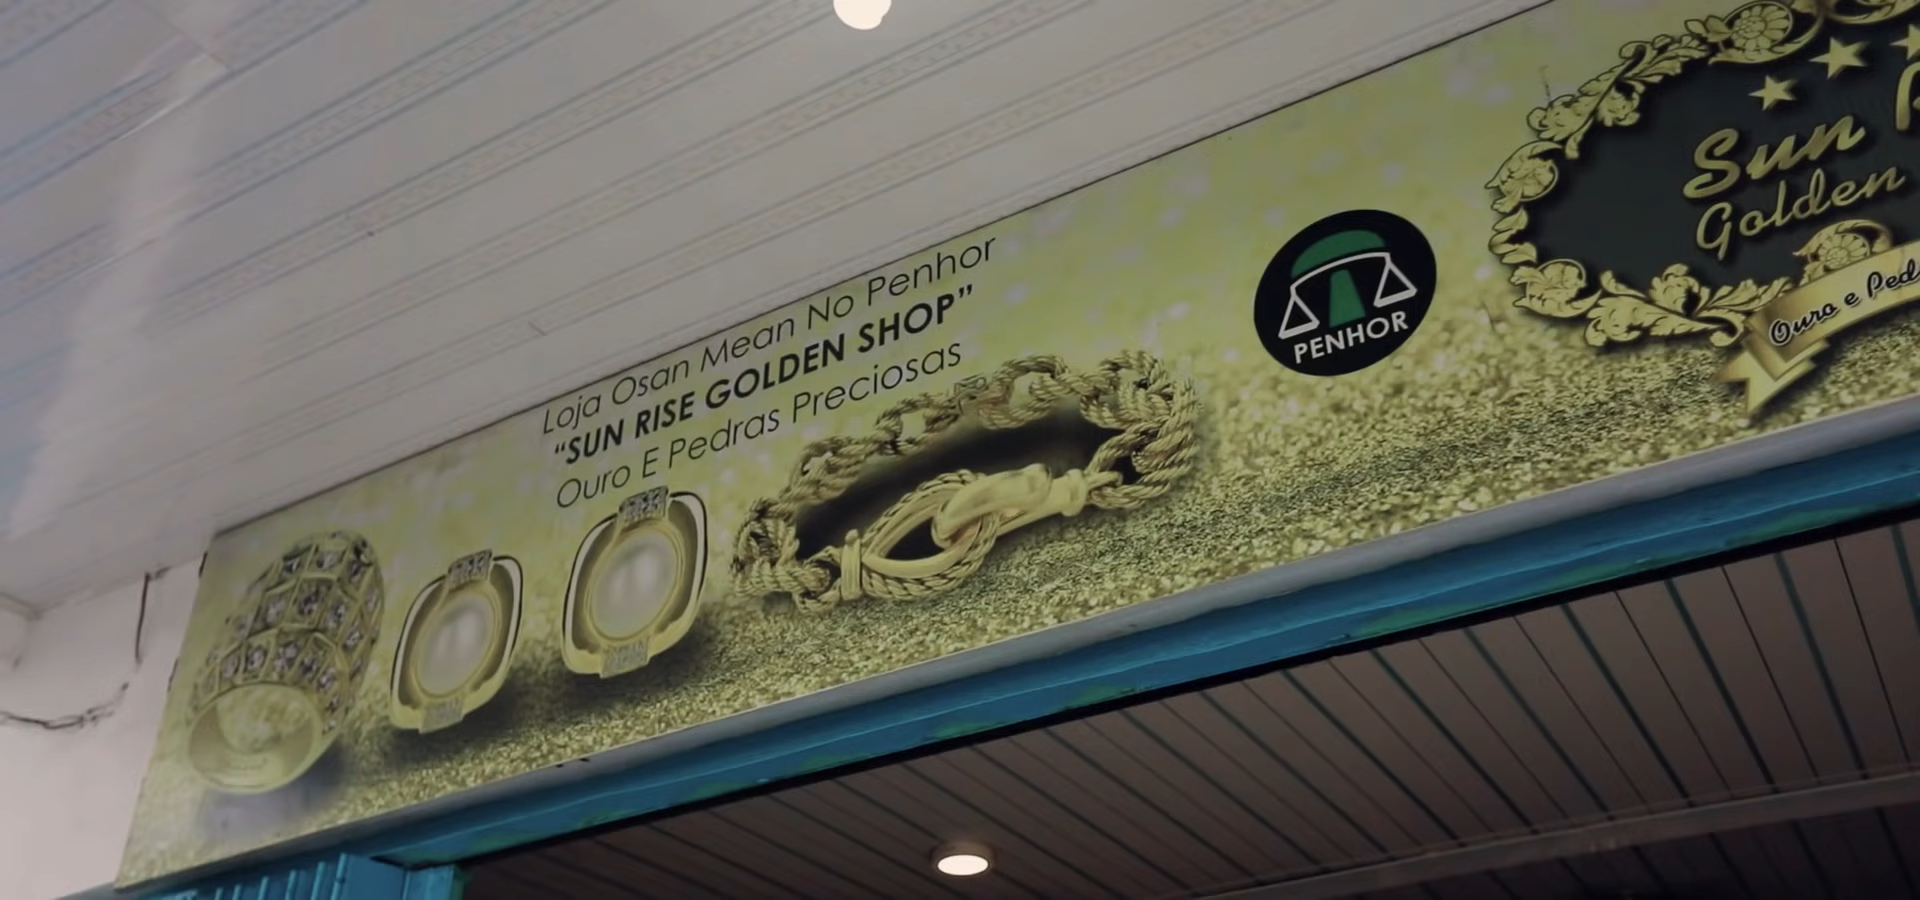 Loja Osan Mean No Penhor
“SUN RISE GOLDEN SHOP”
Ouro E Pedras Preciosas
PENHOR
Sun
Golden
Ouro e